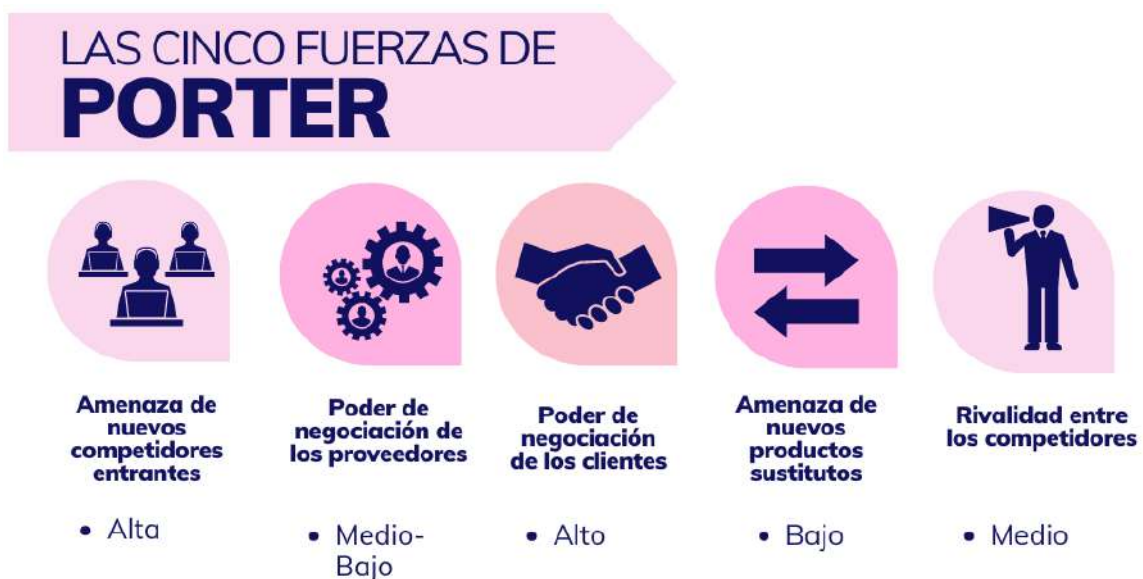 LAS CINCO FUERZAS DE
PORTER
Amenaza de
nuevos
competidores
entrantes
• Alta
Poder de
negociación de
los proveedores
• Medio-
Bajo
Poder de
negociación
de los clientes
• Alto
Amenaza de
nuevos
productos
sustitutos
• Bajo
Rivalidad entre
los competidores
• Medio